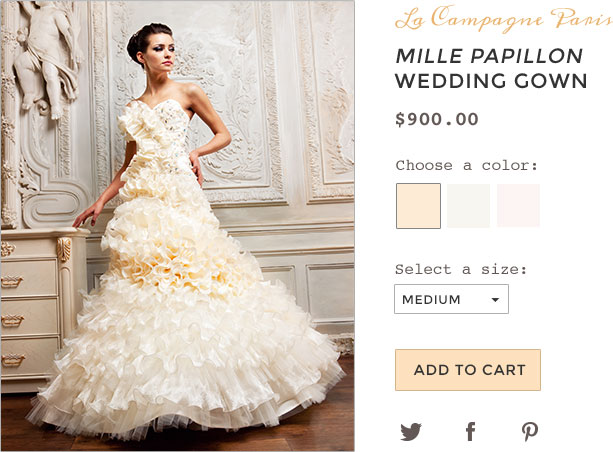 La Campagne Paris
MILLE PAPILLON
WEDDING GOWN
$900.00
Choose a color:
Select a size:
MEDIUM
ADD TO CART